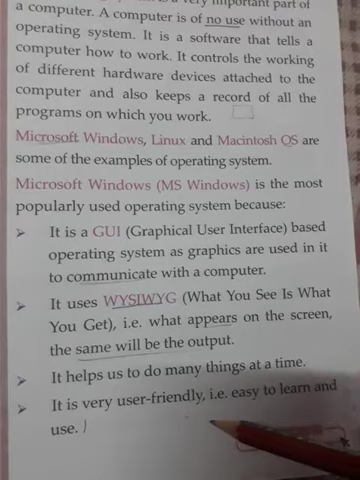 is a very important part of
a computer. A computer is of no use without an
operating system. It is a software that tells a
computer how to work. It controls the working
of different hardware devices attached to the
computer and also keeps a record of all the
programs on which you work.
Microsoft Windows, Linux and Macintosh OS are
some of the examples of operating system.
Microsoft Windows (MS Windows) is the most
popularly used operating system because:
➤ It is a GUI (Graphical User Interface) based
operating system as graphics are used in it
to communicate with a computer.
➤ It uses WYSIWYG (What You See Is What
You Get), i.e. what appears on the screen,
the same will be the output.
➤ It helps us to do many things at a time.
➤ It is very user-friendly, i.e. easy to learn and
use.